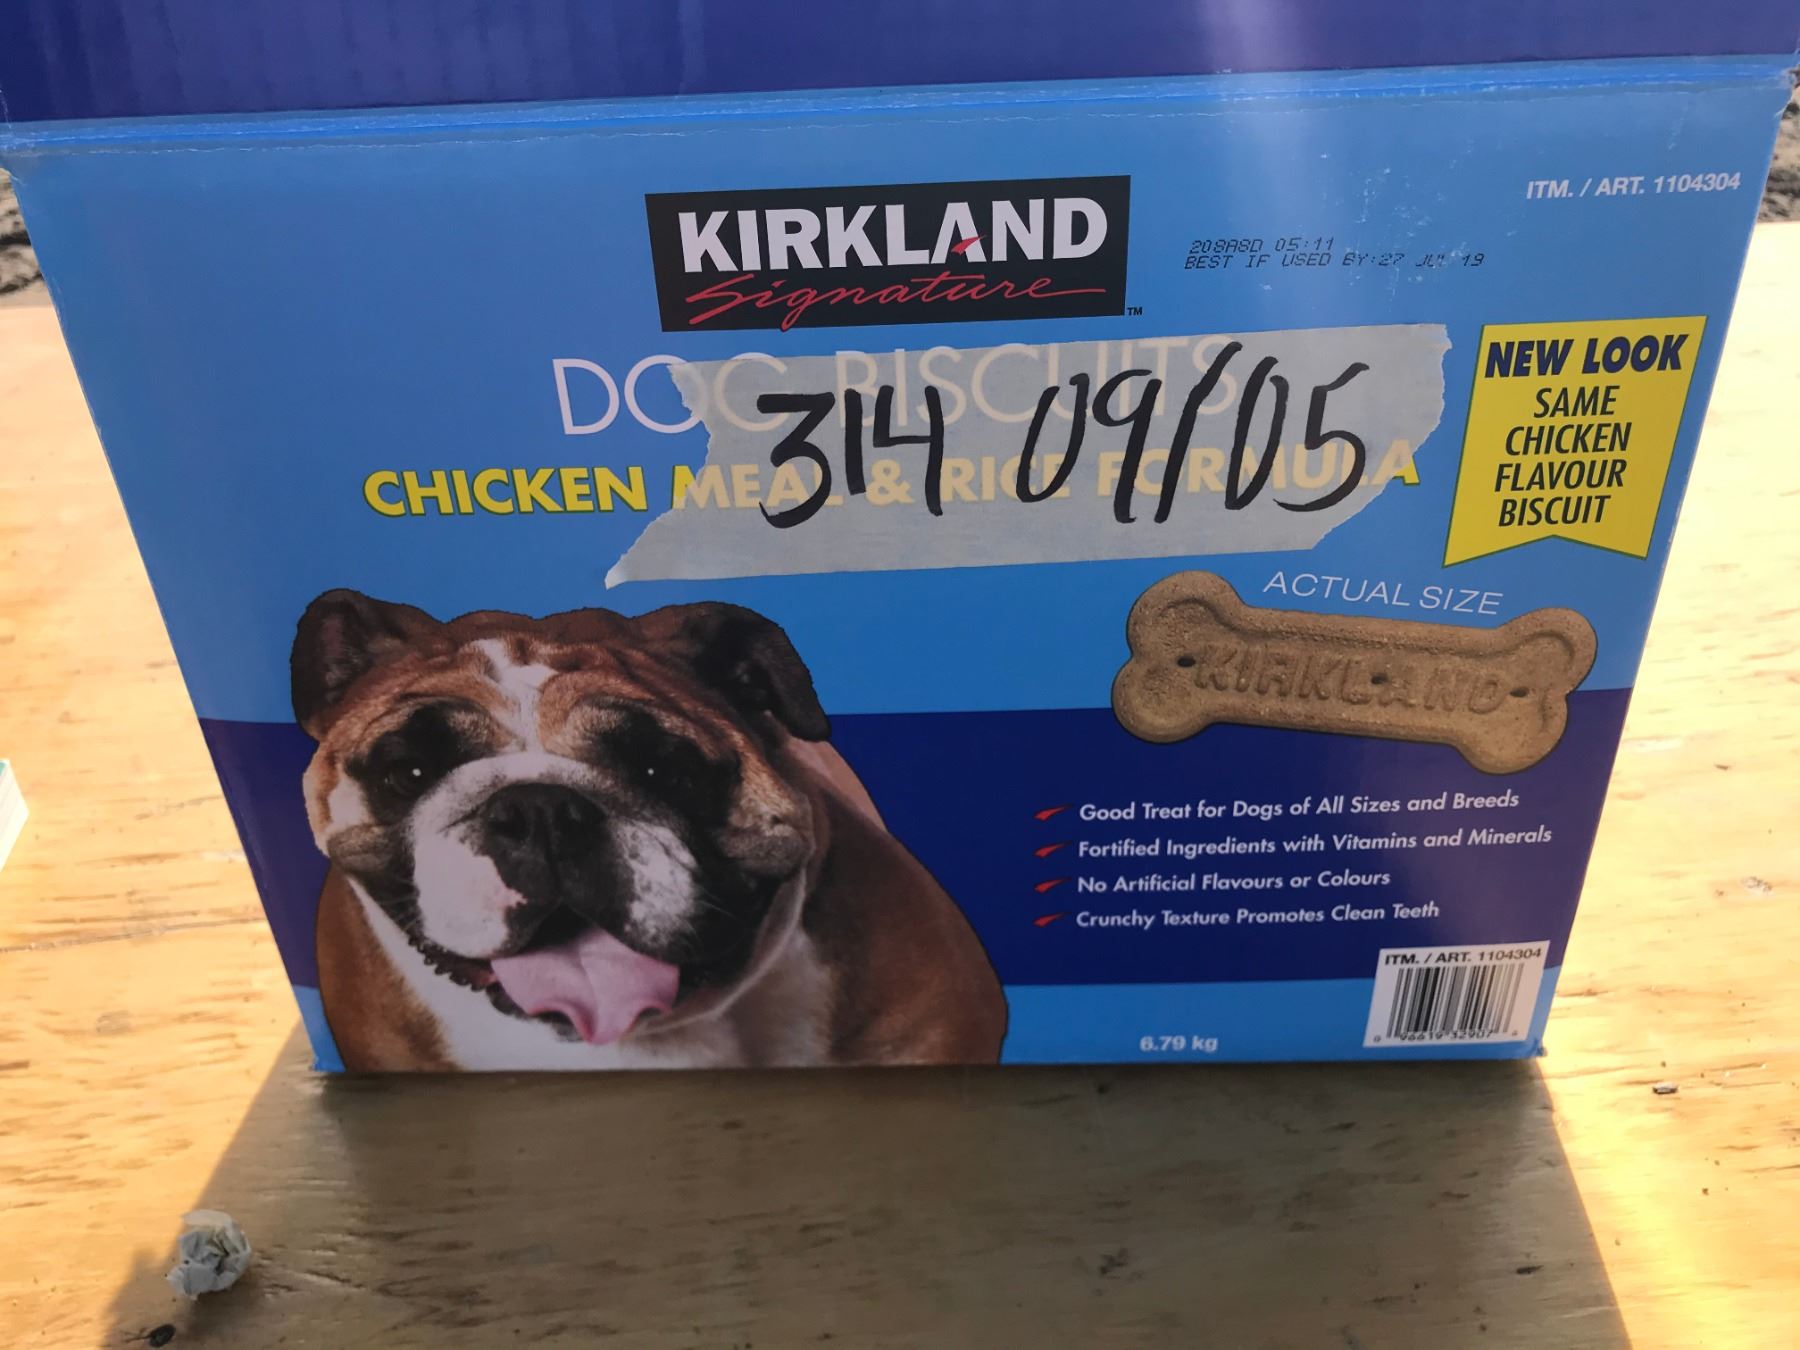 ITM. / ART. 1104304
KIRKLAND
Signature™
208A8D 05:11
BEST IF USED BY:27 JUL 19
DOG BISCUITS
CHICKEN MEAL & RICE FORMULA
314 09/05
NEW LOOK
SAME
CHICKEN
FLAVOUR
BISCUIT
ACTUAL SIZE
KIRKLAND
Good Treat for Dogs of All Sizes and Breeds
Fortified Ingredients with Vitamins and Minerals
No Artificial Flavours or Colours
Crunchy Texture Promotes Clean Teeth
ITM. / ART. 1104304
6.79 kg